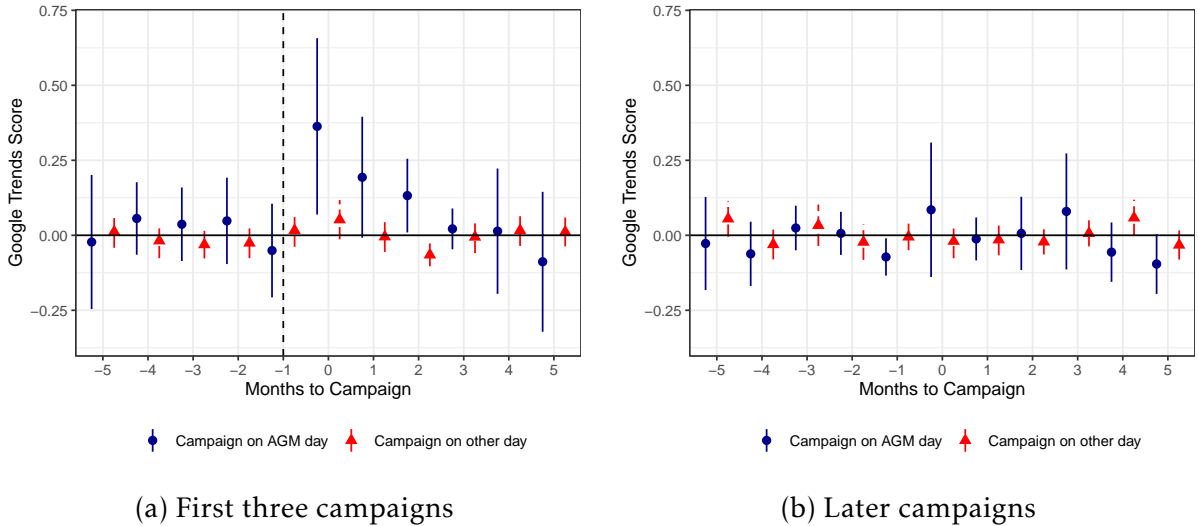 0.75
0.50
0.25
0.00
−0.25
Google Trends Score
−5 −4 −3 −2 −1 0 1 2 3 4 5
Months to Campaign
Campaign on AGM day Campaign on other day
(a) First three campaigns
0.75
0.50
0.25
0.00
−0.25
Google Trends Score
−5 −4 −3 −2 −1 0 1 2 3 4 5
Months to Campaign
Campaign on AGM day Campaign on other day
(b) Later campaigns